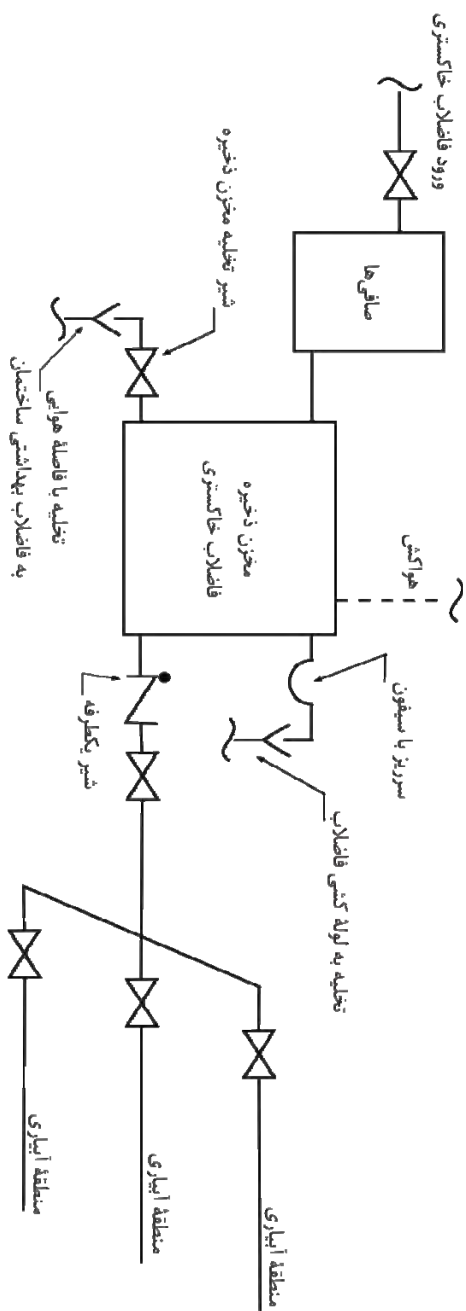 ورود فاضلاب خاکستری
صافی‌ها
شیر تخلیه مخزن ذخیره
تخلیه با فاصلهٔ هوایی
به فاضلاب بهداشتی ساختمان
مخزن ذخیره
فاضلاب خاکستری
هواکش
سرریز با سیفون
تخلیه به لولهٔ کشی فاضلاب
شیر یکطرفه
منطقهٔ آبیاری
منطقهٔ آبیاری
منطقهٔ آبیاری